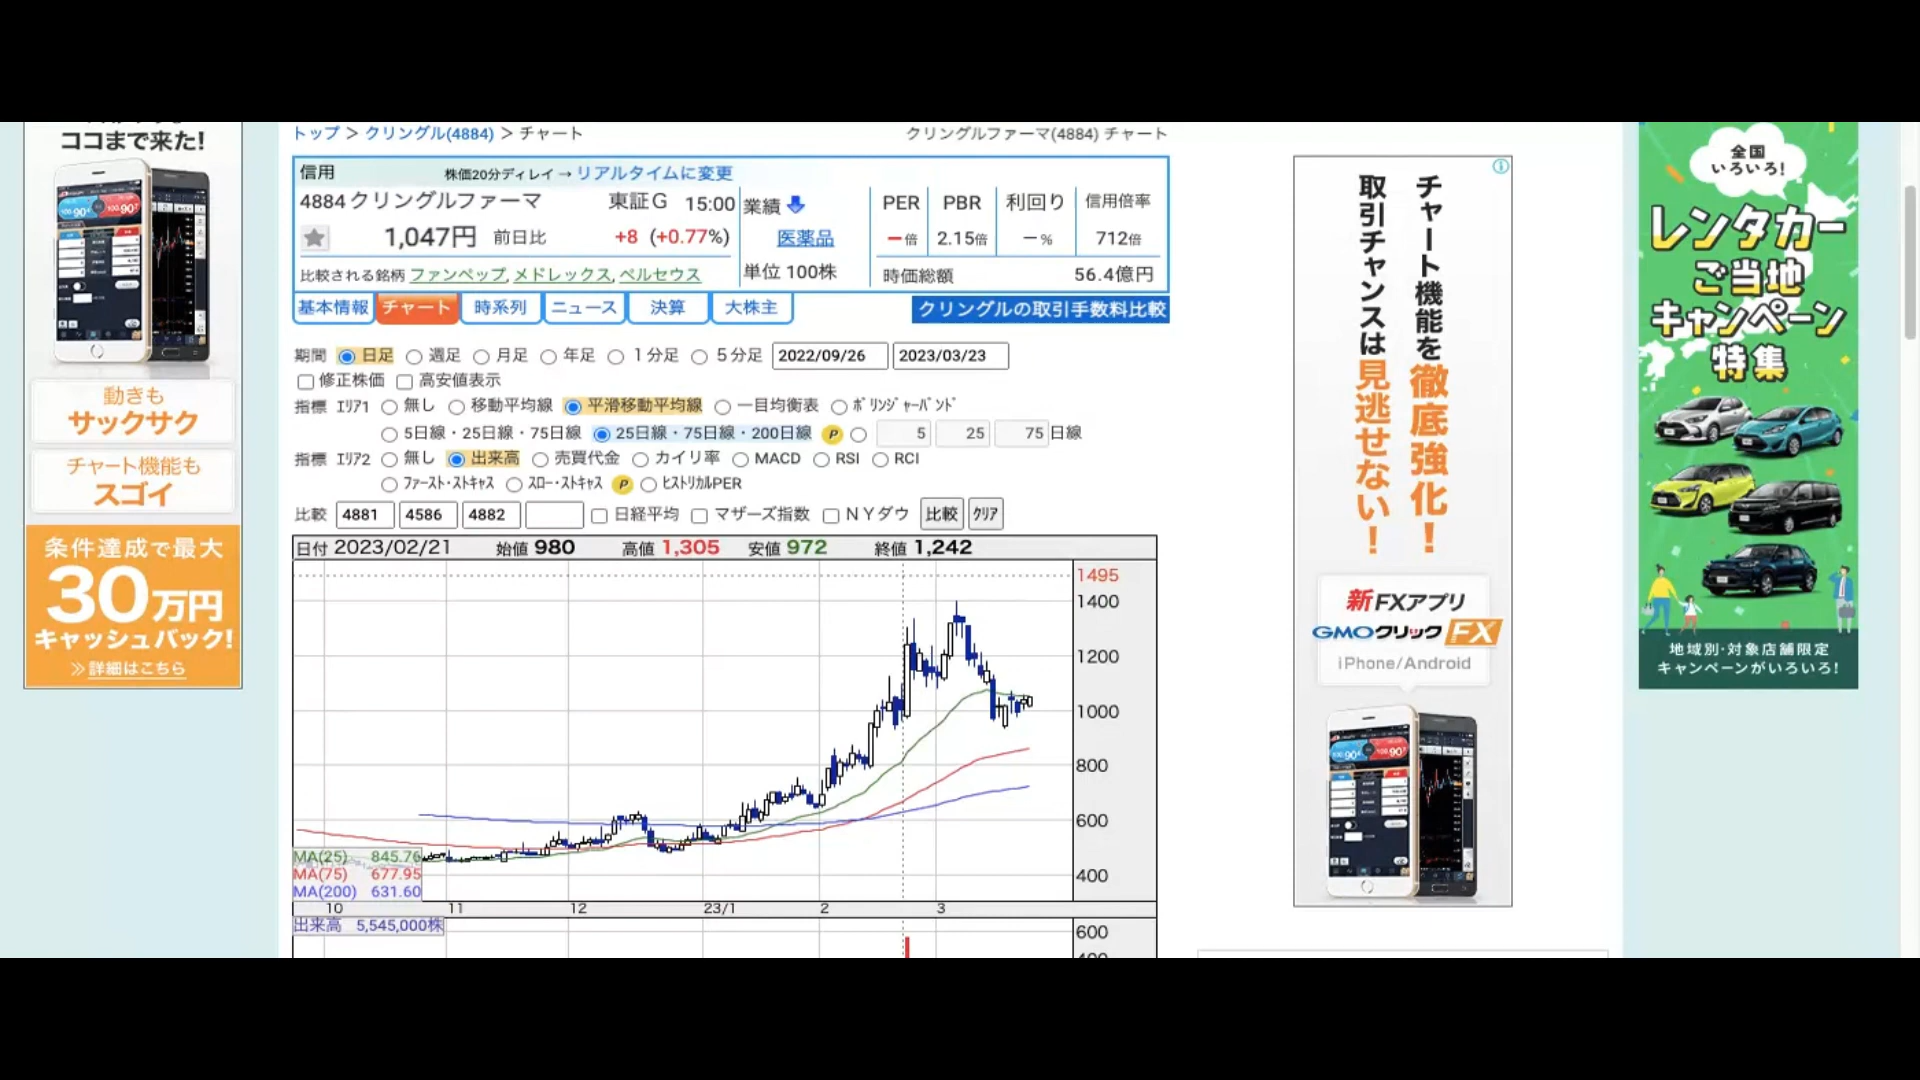 ココまで来た!
動きも
サックサク
チャート機能も
スゴイ
条件達成で最大
30万円
キャッシュバック!
≫詳細はこちら
トップ > クリングル(4884) > チャート
クリングルファーマ(4884) チャート
信用 株価20分ディレイ → リアルタイムに変更
4884 クリングルファーマ 東証G 15:00
1,047円 前日比 +8 (+0.77%)
比較される銘柄 ファンペップ, メドレックス, ペルセウス
業績
医薬品
単位 100株
PER PBR 利回り 信用倍率
ー倍 2.15倍 ー% 712倍
時価総額 56.4億円
基本情報 チャート 時系列 ニュース 決算 大株主
クリングルの取引手数料比較
期間 日足 週足 月足 年足 1分足 5分足 2022/09/26 2023/03/23
修正株価 高安値表示
指標 エリア1 無し 移動平均線 平滑移動平均線 一目均衡表 ボリンジャーバンド
5日線・25日線・75日線 25日線・75日線・200日線 P 5 25 75 日線
指標 エリア2 無し 出来高 売買代金 カイリ率 MACD RSI RCI
ファースト・ストキャス スロー・ストキャス P ヒストリカルPER
比較 4881 4586 4882 日経平均 マザーズ指数 NYダウ 比較 クリア
日付 2023/02/21 始値 980 高値 1,305 安値 972 終値 1,242
1495
1400
1200
1000
800
600
400
MA(25) 845.76
MA(75) 677.95
MA(200) 631.60
10 11 12 23/1 2 3
出来高 5,545,000株
600
チャート機能を徹底強化!
取引チャンスは見逃せない!
新FXアプリ
GMOクリックFX
iPhone/Android
全国
いろいろ!
レンタカー
ご当地
キャンペーン
特集
地域別・対象店舗限定
キャンペーンがいろいろ!